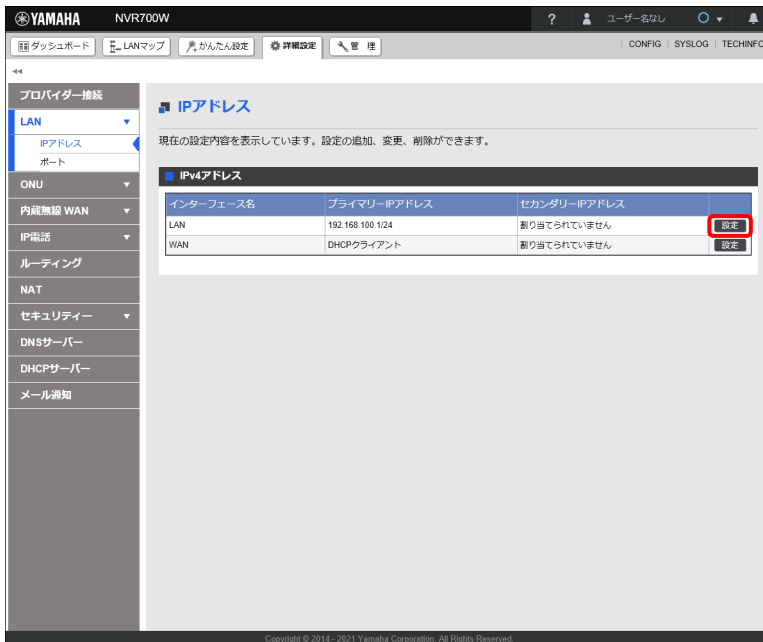 YAMAHA NVR700W ? ユーザーなし
ダッシュボード LANマップ かんたん設定 詳細設定 管 理 CONFIG SYSLOG TECHINFO
プロバイダー接続
LAN
IPアドレス
ポート
ONU
内蔵無線 WAN
IP電話
ルーティング
NAT
セキュリティー
DNSサーバー
DHCPサーバー
メール通知
IPアドレス
現在の設定内容を表示しています。設定の追加、変更、削除ができます。
IPv4アドレス
インターフェース名 プライマリーIPアドレス セカンダリーIPアドレス
LAN 192.168.100.1/24 割り当てられていません 設定
WAN DHCPクライアント 割り当てられていません 設定
Copyright © 2014 - 2021 Yamaha Corporation. All Rights Reserved.